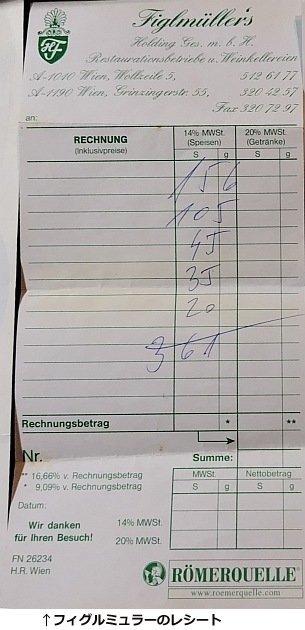 Figlmüller's
HF
Holding Ges. m. b. H.
Restaurationsbetriebe u. Weinkellereien
A-1010 Wien, Wollzeile 5, 512 61 77
A-1190 Wien, Grinzingerstr. 55, 320 42 57
Fax 320 72 97
an:
RECHNUNG
(Inklusivpreise)
14% MWSt.
(Speisen)
20% MWSt.
(Getränke)
S g S g
156
105
45
35
20
361
Rechnungsbetrag * **
Nr. Summe:
** 16,66% v. Rechnungsbetrag
* 9,09% v. Rechnungsbetrag
MWSt. Nettobetrag
S g S g
Datum:
Wir danken
für Ihren Besuch!
14% MWSt.
20% MWSt.
FN 26234
H.R. Wien
RÖMERQUELLE®
www.roemerquelle.com
↑フィグルミュラーのレシート